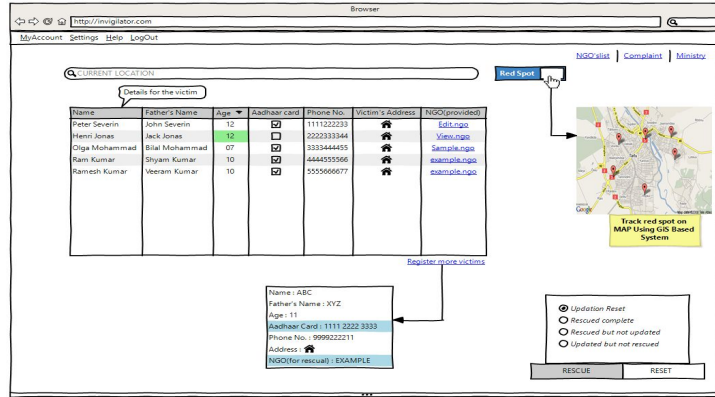 Browser
http://invigilator.com
MyAccount Settings Help LogOut
NGO'slist Complaint Ministry
CURRENT LOCATION
Red Spot
Details for the victim
Name Father's Name Age Aadhaar card Phone No. Victim's Address NGO(provided)
Peter Severin John Severin 12 1111222233 Edit.ngo
Henri Jonas Jack Jonas 12 2222333344 View.ngo
Olga Mohammad Bilal Mohammad 07 3333444455 Sample.ngo
Ram Kumar Shyam Kumar 10 4444555566 example.ngo
Ramesh Kumar Veeram Kumar 10 5555666677 example.ngo
Google
Track red spot on
MAP Using GiS Based
System
Register more victims
Name : ABC
Father's Name : XYZ
Age : 11
Aadhaar Card : 1111 2222 3333
Phone No. : 9999222211
Address :
NGO(for rescual) : EXAMPLE
Updation Reset
Rescued complete
Rescued but not updated
Updated but not rescued
RESCUE RESET